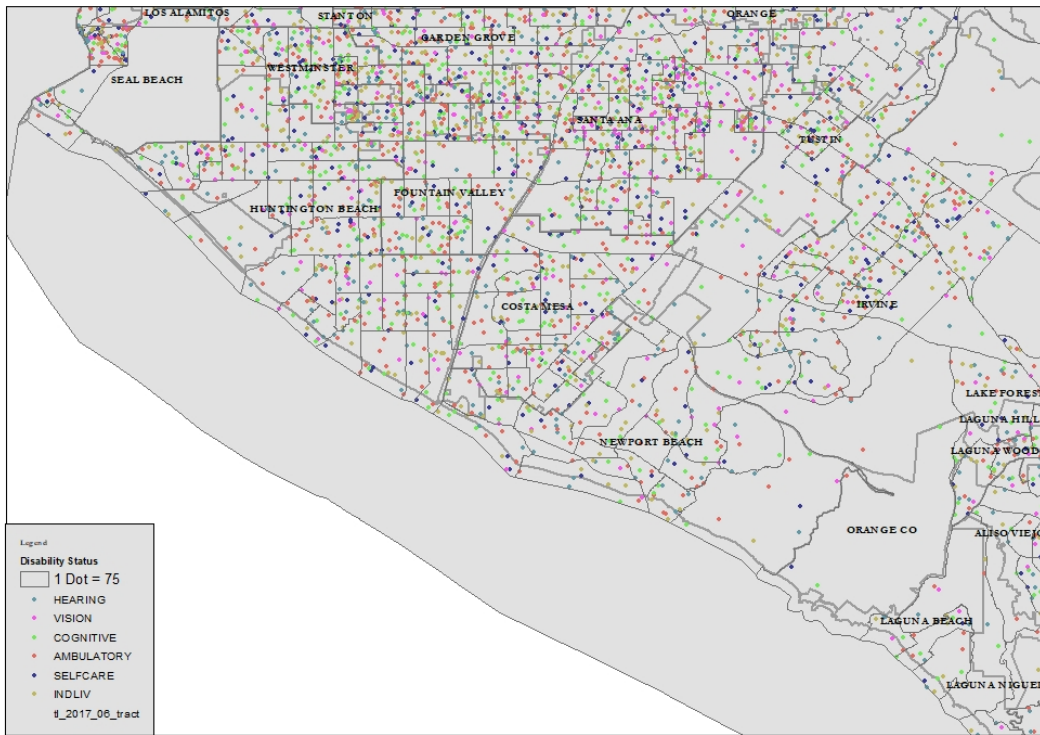 LOS ALAMITOS
STANTON
ORANGE
GARDEN GROVE
WESTMINSTER
SEAL BEACH
SANTA ANA
TUSTIN
FOUNTAIN VALLEY
HUNTINGTON BEACH
COSTA MESA
IRVINE
LAKE FOREST
LAGUNA HILL
NEWPORT BEACH
LAGUNA WOOD
ORANGE CO
ALISO VIEJO
LAGUNA BEACH
LAGUNA NIGUEL
Legend
Disability Status
1 Dot = 75
HEARING
VISION
COGNITIVE
AMBULATORY
SELFCARE
INDLIV
tl_2017_06_tract